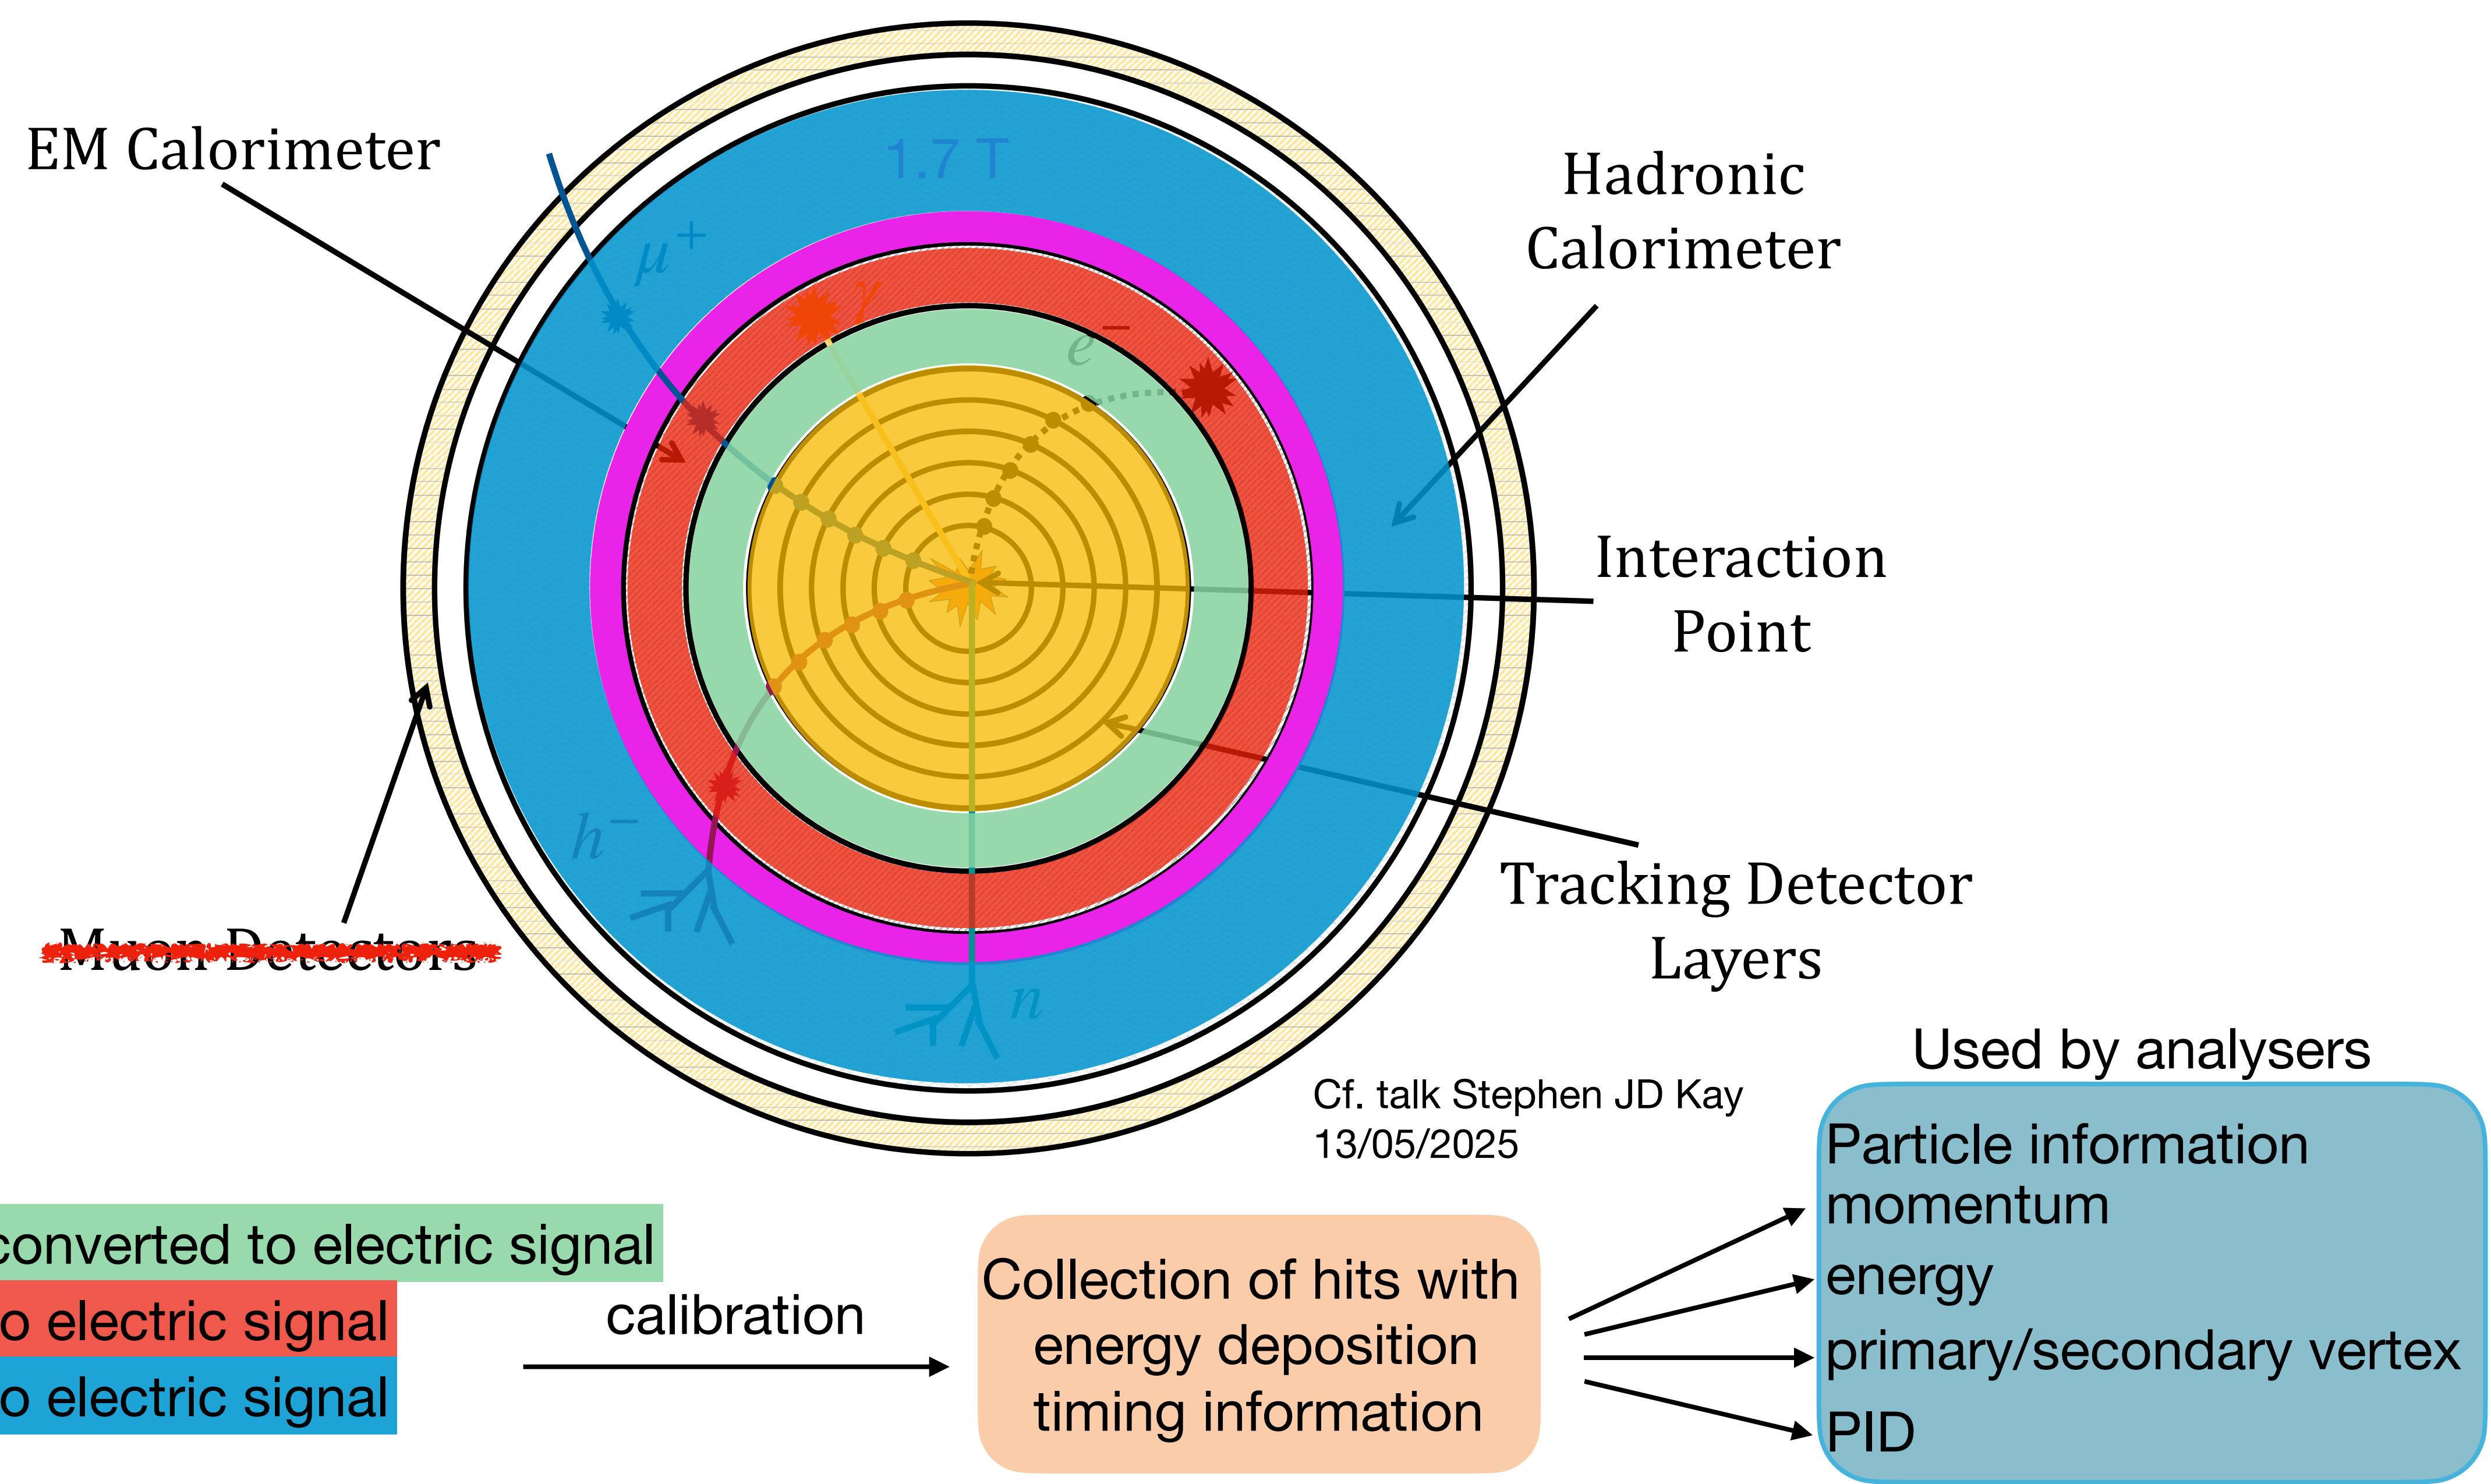 1.7 T
EM Calorimeter
Hadronic
Calorimeter
μ⁺
γ
e⁻
Interaction
Point
h⁻
Tracking Detector
Layers
Muon Detectors
n
Used by analysers
Cf. talk Stephen JD Kay
13/05/2025
Particle information
momentum
energy
primary/secondary vertex
PID
converted to electric signal
o electric signal
o electric signal
calibration
Collection of hits with
energy deposition
timing information